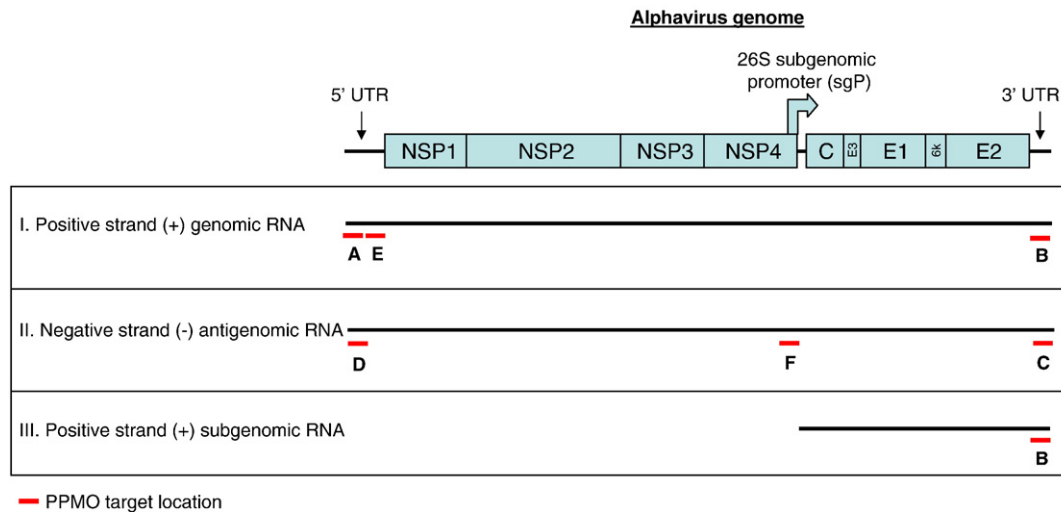 Alphavirus genome
26S subgenomic
promoter (sgP)
5’ UTR
3’ UTR
NSP1 NSP2 NSP3 NSP4 C E3 E1 6k E2
I. Positive strand (+) genomic RNA
A E B
II. Negative strand (-) antigenomic RNA
D F C
III. Positive strand (+) subgenomic RNA
B
PPMO target location